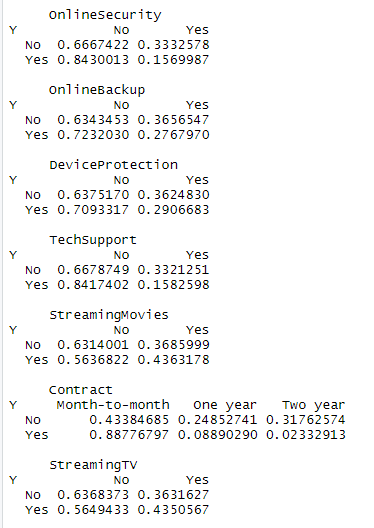 OnlineSecurity
Y No Yes
No 0.6667422 0.3332578
Yes 0.8430013 0.1569987
OnlineBackup
Y No Yes
No 0.6343453 0.3656547
Yes 0.7232030 0.2767970
DeviceProtection
Y No Yes
No 0.6375170 0.3624830
Yes 0.7093317 0.2906683
TechSupport
Y No Yes
No 0.6678749 0.3321251
Yes 0.8417402 0.1582598
StreamingMovies
Y No Yes
No 0.6314001 0.3685999
Yes 0.5636822 0.4363178
Contract
Y Month-to-month One year Two year
No 0.43384685 0.24852741 0.31762574
Yes 0.88776797 0.08890290 0.02332913
StreamingTV
Y No Yes
No 0.6368373 0.3631627
Yes 0.5649433 0.4350567